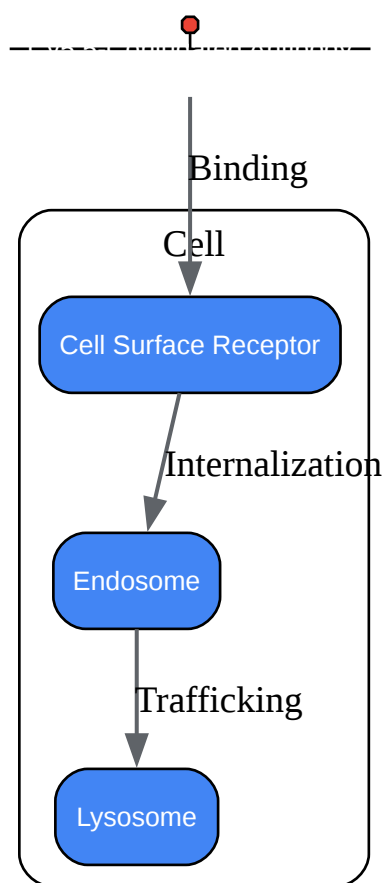 Binding
Cell
Cell Surface Receptor
Internalization
Endosome
Trafficking
Lysosome